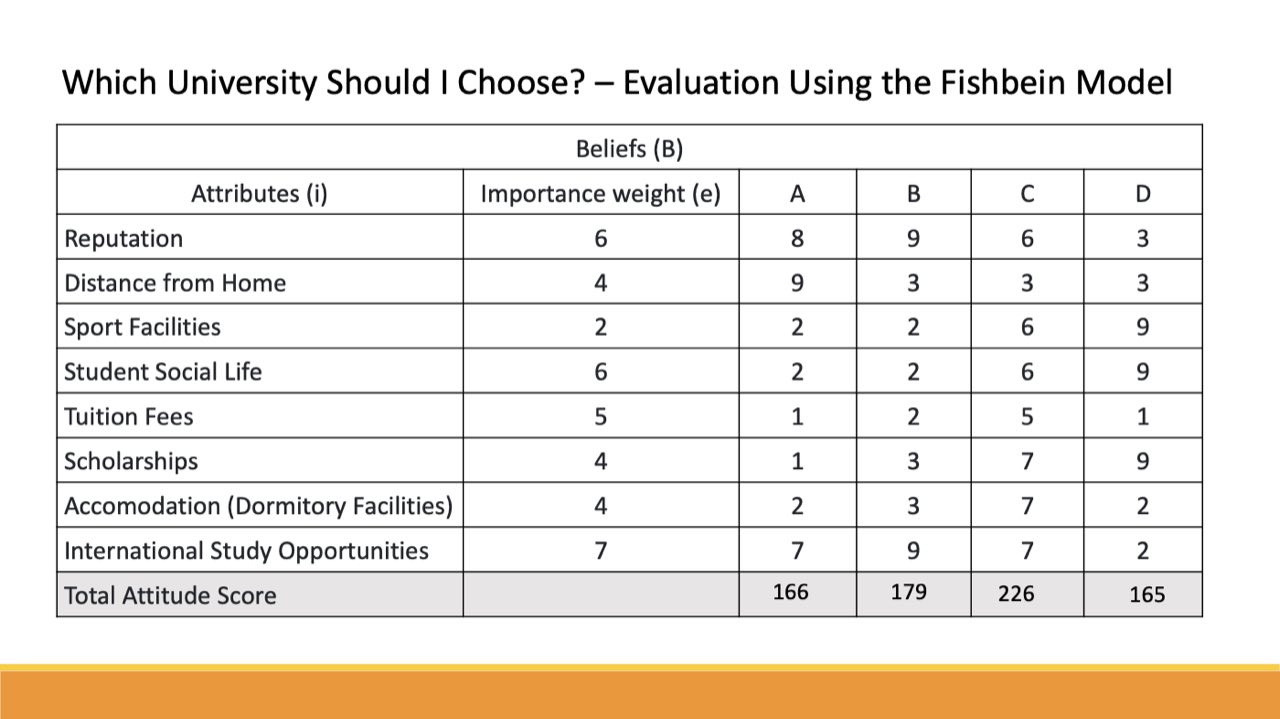 Which University Should I Choose? – Evaluation Using the Fishbein Model
Beliefs (B)
Attributes (i) Importance weight (e) A B C D
Reputation 6 8 9 6 3
Distance from Home 4 9 3 3 3
Sport Facilities 2 2 2 6 9
Student Social Life 6 2 2 6 9
Tuition Fees 5 1 2 5 1
Scholarships 4 1 3 7 9
Accomodation (Dormitory Facilities) 4 2 3 7 2
International Study Opportunities 7 7 9 7 2
Total Attitude Score 166 179 226 165